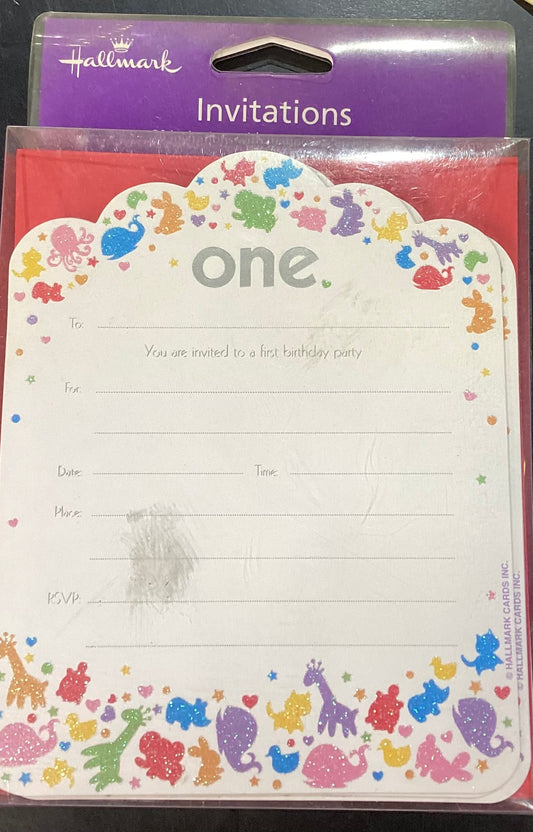 Hallmark
Invitations
one
To:
You are invited to a first birthday party
For:
Date: Time:
Place:
RSVP:
© HALLMARK CARDS INC.
© HALLMARK CARDS INC.